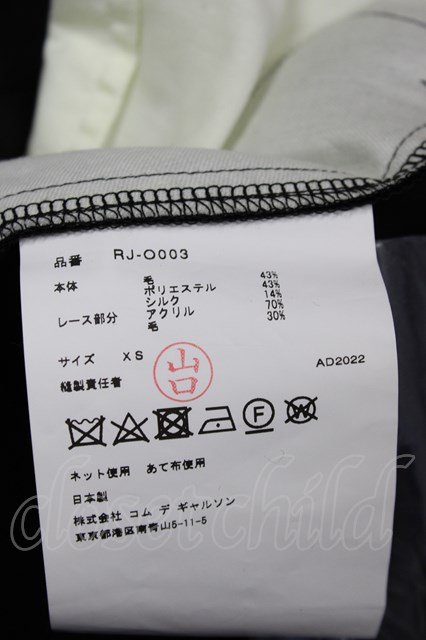 品番 RJ-O003
本体 毛 43%
ポリエステル 43%
シルク 14%
レース部分 アクリル 70%
毛 30%
サイズ XS
山口
AD2022
縫製責任者
F W
ネット使用 あて布使用
日本製
株式会社 コム デ ギャルソン
東京都港区南青山5-11-5
desertchild